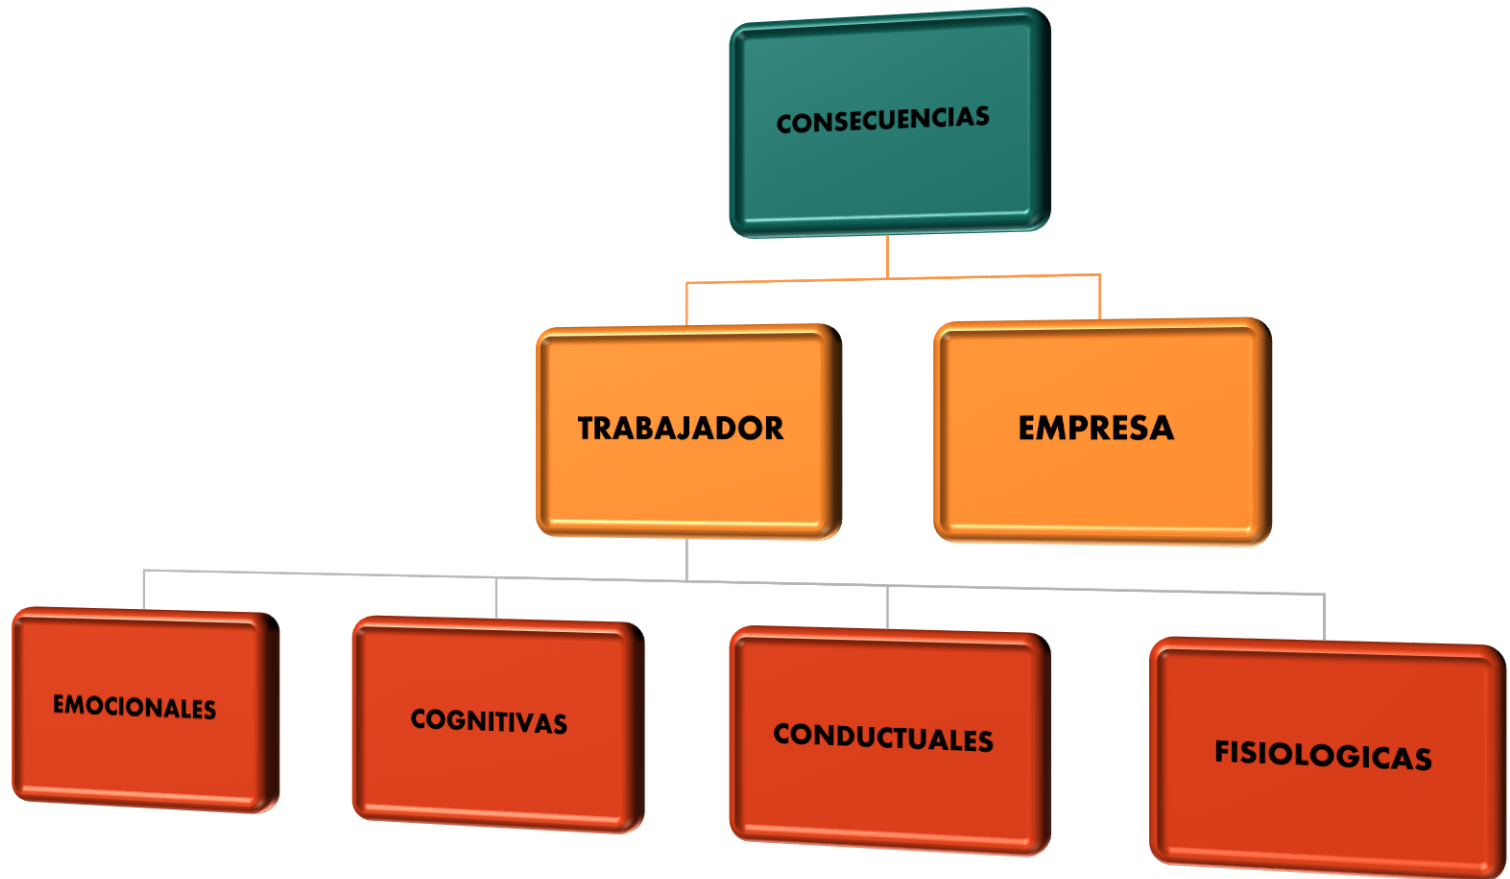 CONSECUENCIAS
TRABAJADOR
EMPRESA
EMOCIONALES
COGNITIVAS
CONDUCTUALES
FISIOLOGICAS